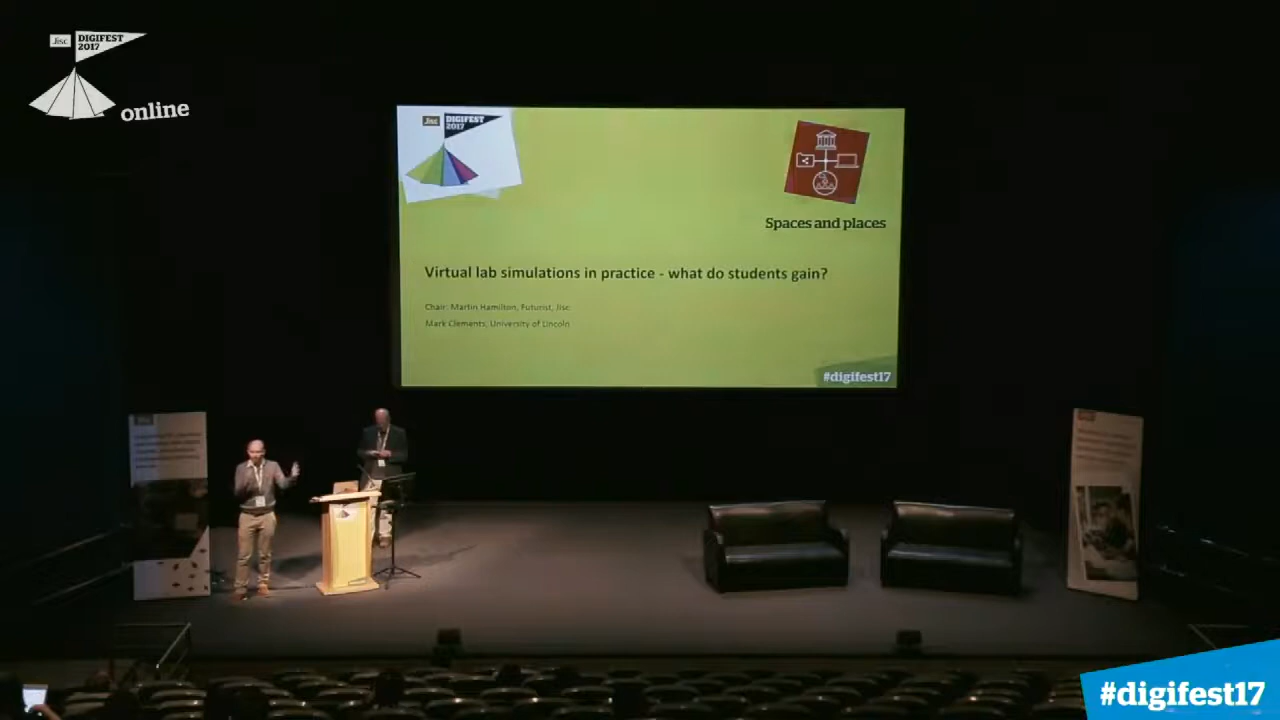 Jisc
DIGIFEST
2017
online
Jisc
DIGIFEST
2017
Spaces and places
Virtual lab simulations in practice - what do students gain?
Chair: Martin Hamilton, Futurist, Jisc
Mark Clements, University of Lincoln
#digifest17
Jisc
#digifest17